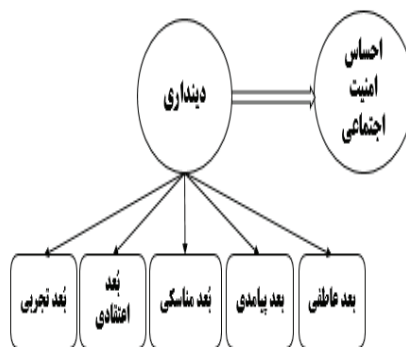 احساس
امنیت
اجتماعی
دینداری
بعد عاطفی
بعد پیامدی
بُعد مناسکی
بُعد
اعتقادی
بُعد تجربی